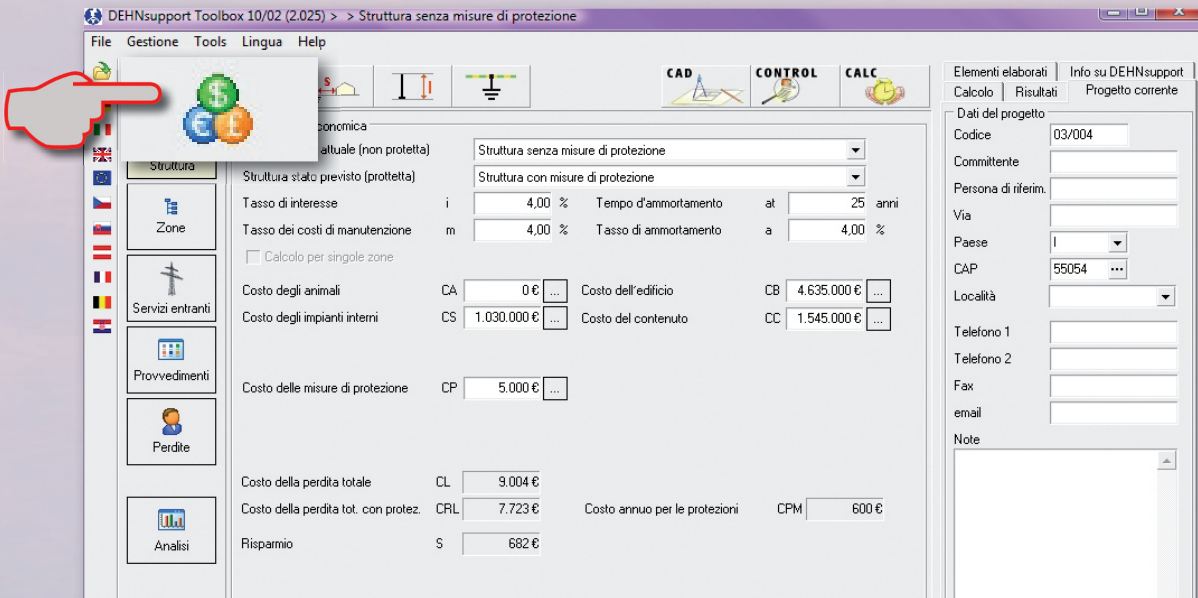 DEHNsupport Toolbox 10/02 (2.025) > > Struttura senza misure di protezione
File Gestione Tools Lingua Help
S
CAD
CONTROL
CALC
$
€ £
Elementi elaborati Info su DEHNsupport
Calcolo Risultati Progetto corrente
Struttura
Zone
Servizi entranti
Provvedimenti
Perdite
Analisi
attuale (non protetta) Struttura senza misure di protezione
Struttura stato previsto (prottetta) Struttura con misure di protezione
Tasso di interesse i 4,00 % Tempo d'ammortamento at 25 anni
Tasso dei costi di manutenzione m 4,00 % Tasso di ammortamento a 4,00 %
Calcolo per singole zone
Costo degli animali CA 0 € ... Costo dell'edificio CB 4.635.000 € ...
Costo degli impianti interni CS 1.030.000 € ... Costo del contenuto CC 1.545.000 € ...
Costo delle misure di protezione CP 5.000 € ...
Costo della perdita totale CL 9.004 €
Costo della perdita tot. con protez. CRL 7.723 € Costo annuo per le protezioni CPM 600 €
Risparmio S 682 €
Dati del progetto
Codice 03/004
Committente
Persona di riferim.
Via
Paese I
CAP 55054 ...
Località
Telefono 1
Telefono 2
Fax
email
Note